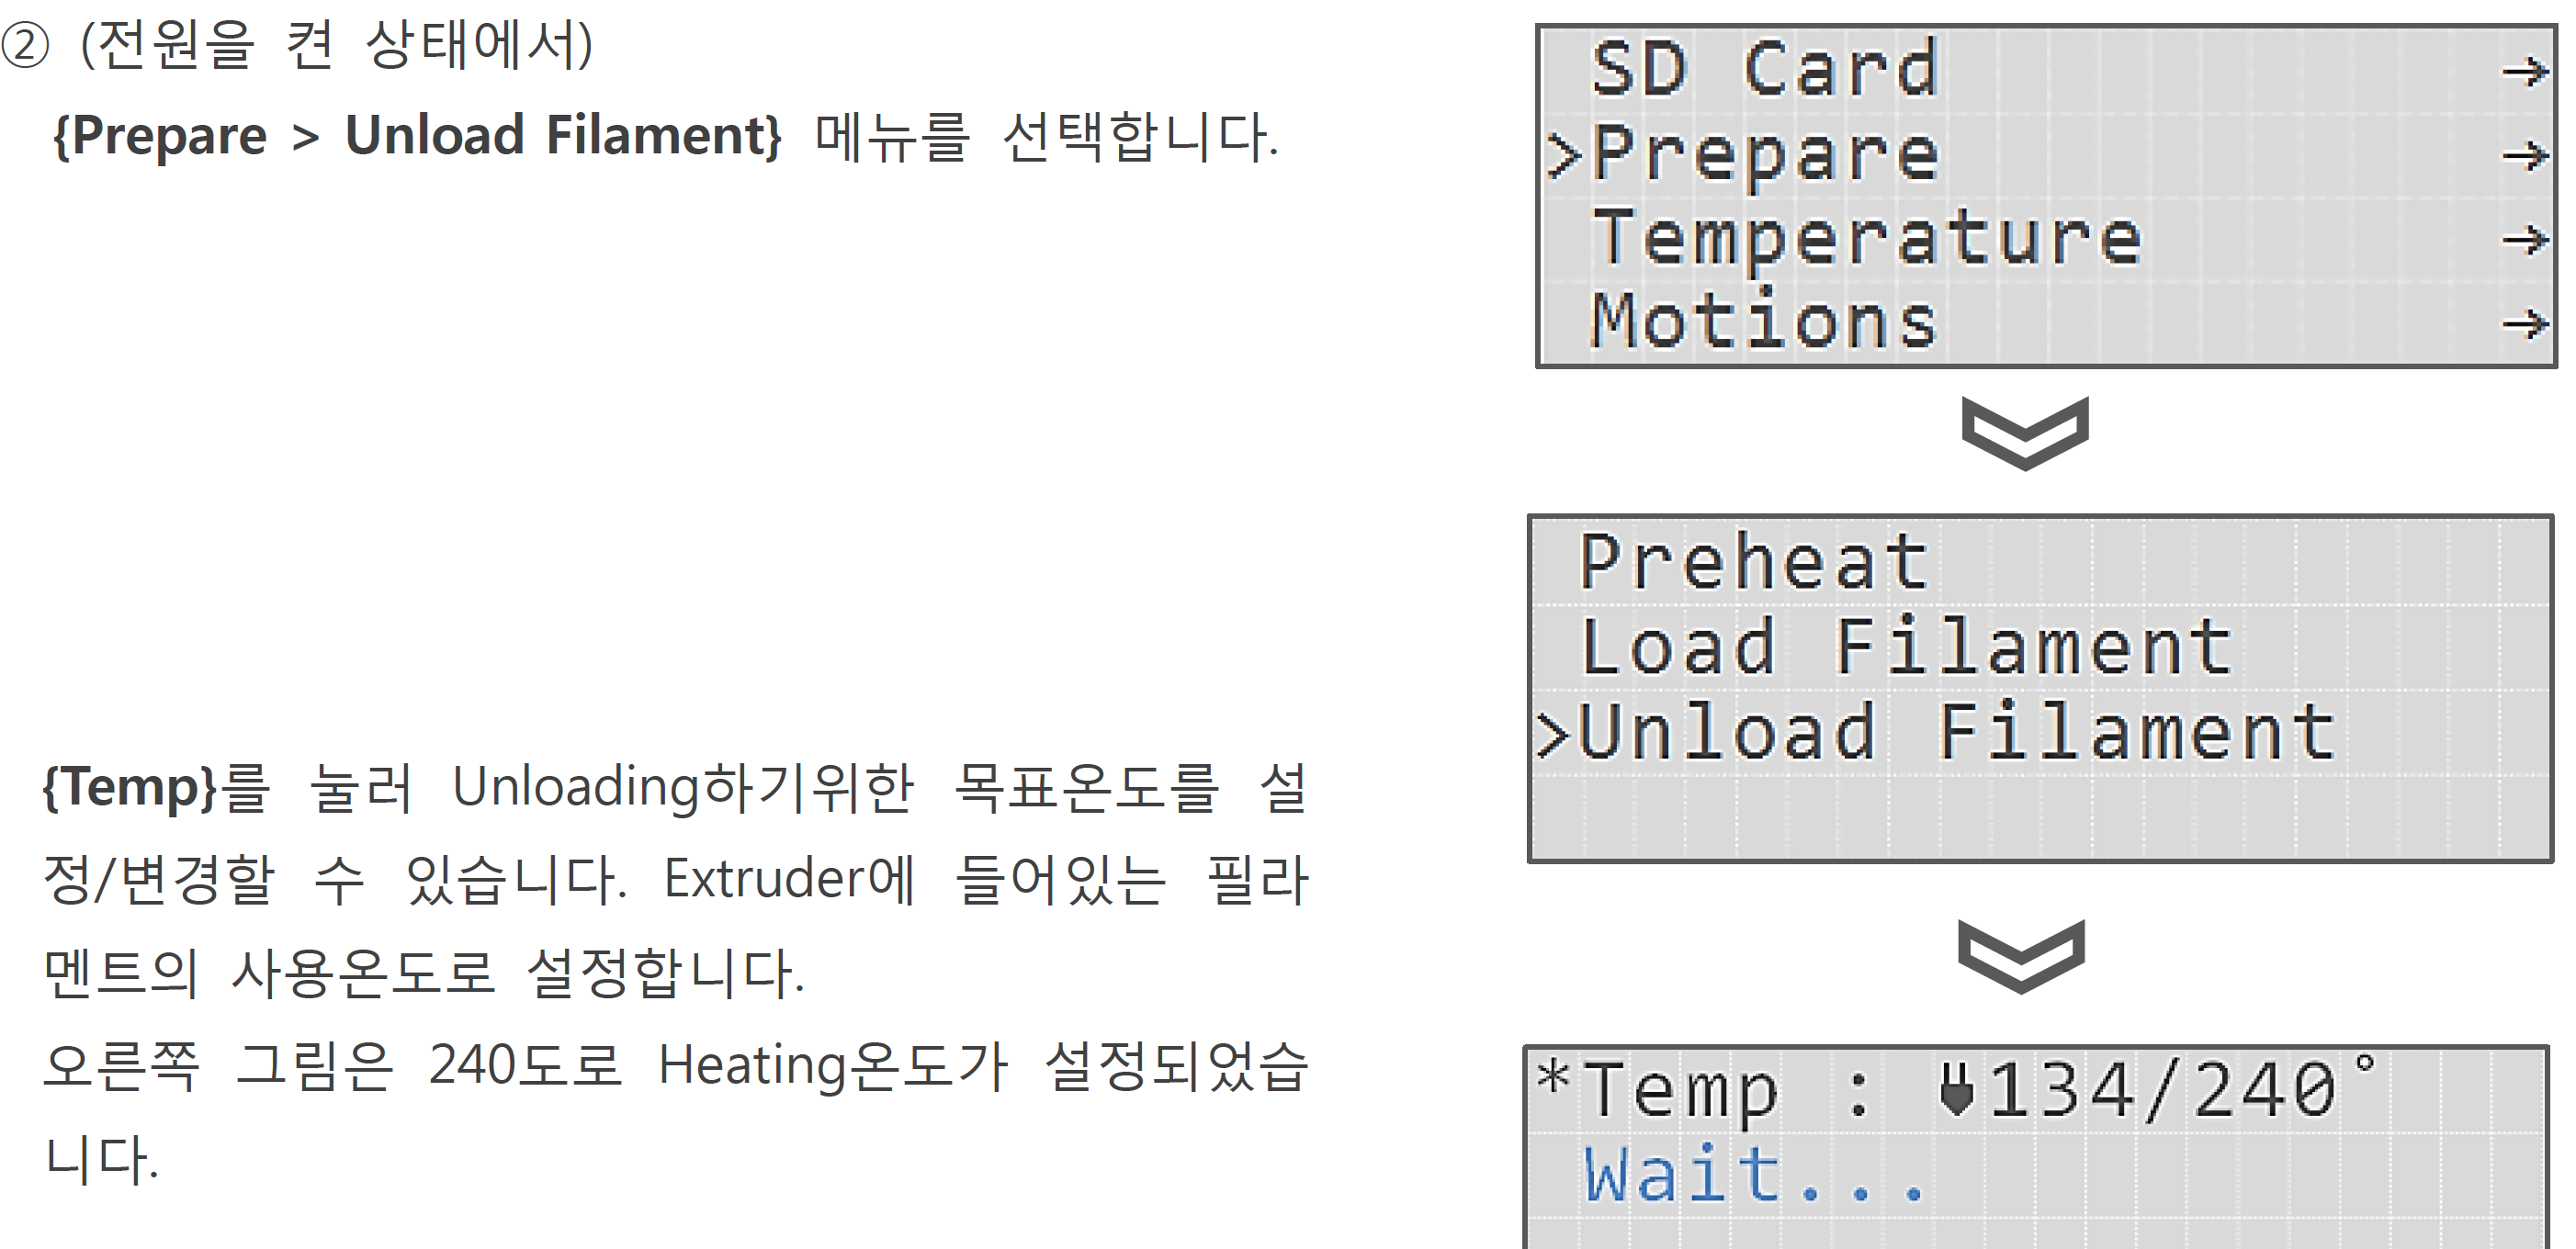 ② (전원을 켠 상태에서)
{Prepare > Unload Filament} 메뉴를 선택합니다.
SD Card →
>Prepare →
Temperature →
Motions →
Preheat
Load Filament
>Unload Filament
{Temp}를 눌러 Unloading하기위한 목표온도를 설
정/변경할 수 있습니다. Extruder에 들어있는 필라
멘트의 사용온도로 설정합니다.
오른쪽 그림은 240도로 Heating온도가 설정되었습
니다.
*Temp : 134/240°
Wait...